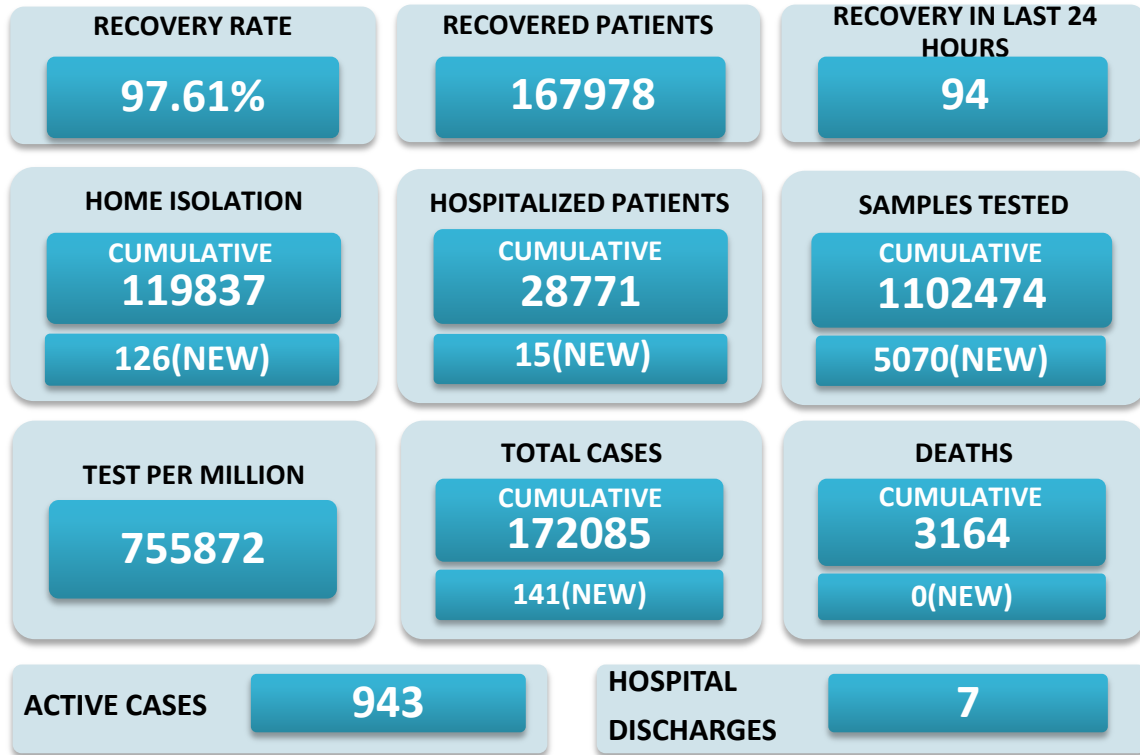 RECOVERY RATE
97.61%
RECOVERED PATIENTS
167978
RECOVERY IN LAST 24
HOURS
94
HOME ISOLATION
CUMULATIVE
119837
126(NEW)
HOSPITALIZED PATIENTS
CUMULATIVE
28771
15(NEW)
SAMPLES TESTED
CUMULATIVE
1102474
5070(NEW)
TEST PER MILLION
755872
TOTAL CASES
CUMULATIVE
172085
141(NEW)
DEATHS
CUMULATIVE
3164
0(NEW)
ACTIVE CASES
943
HOSPITAL
DISCHARGES
7